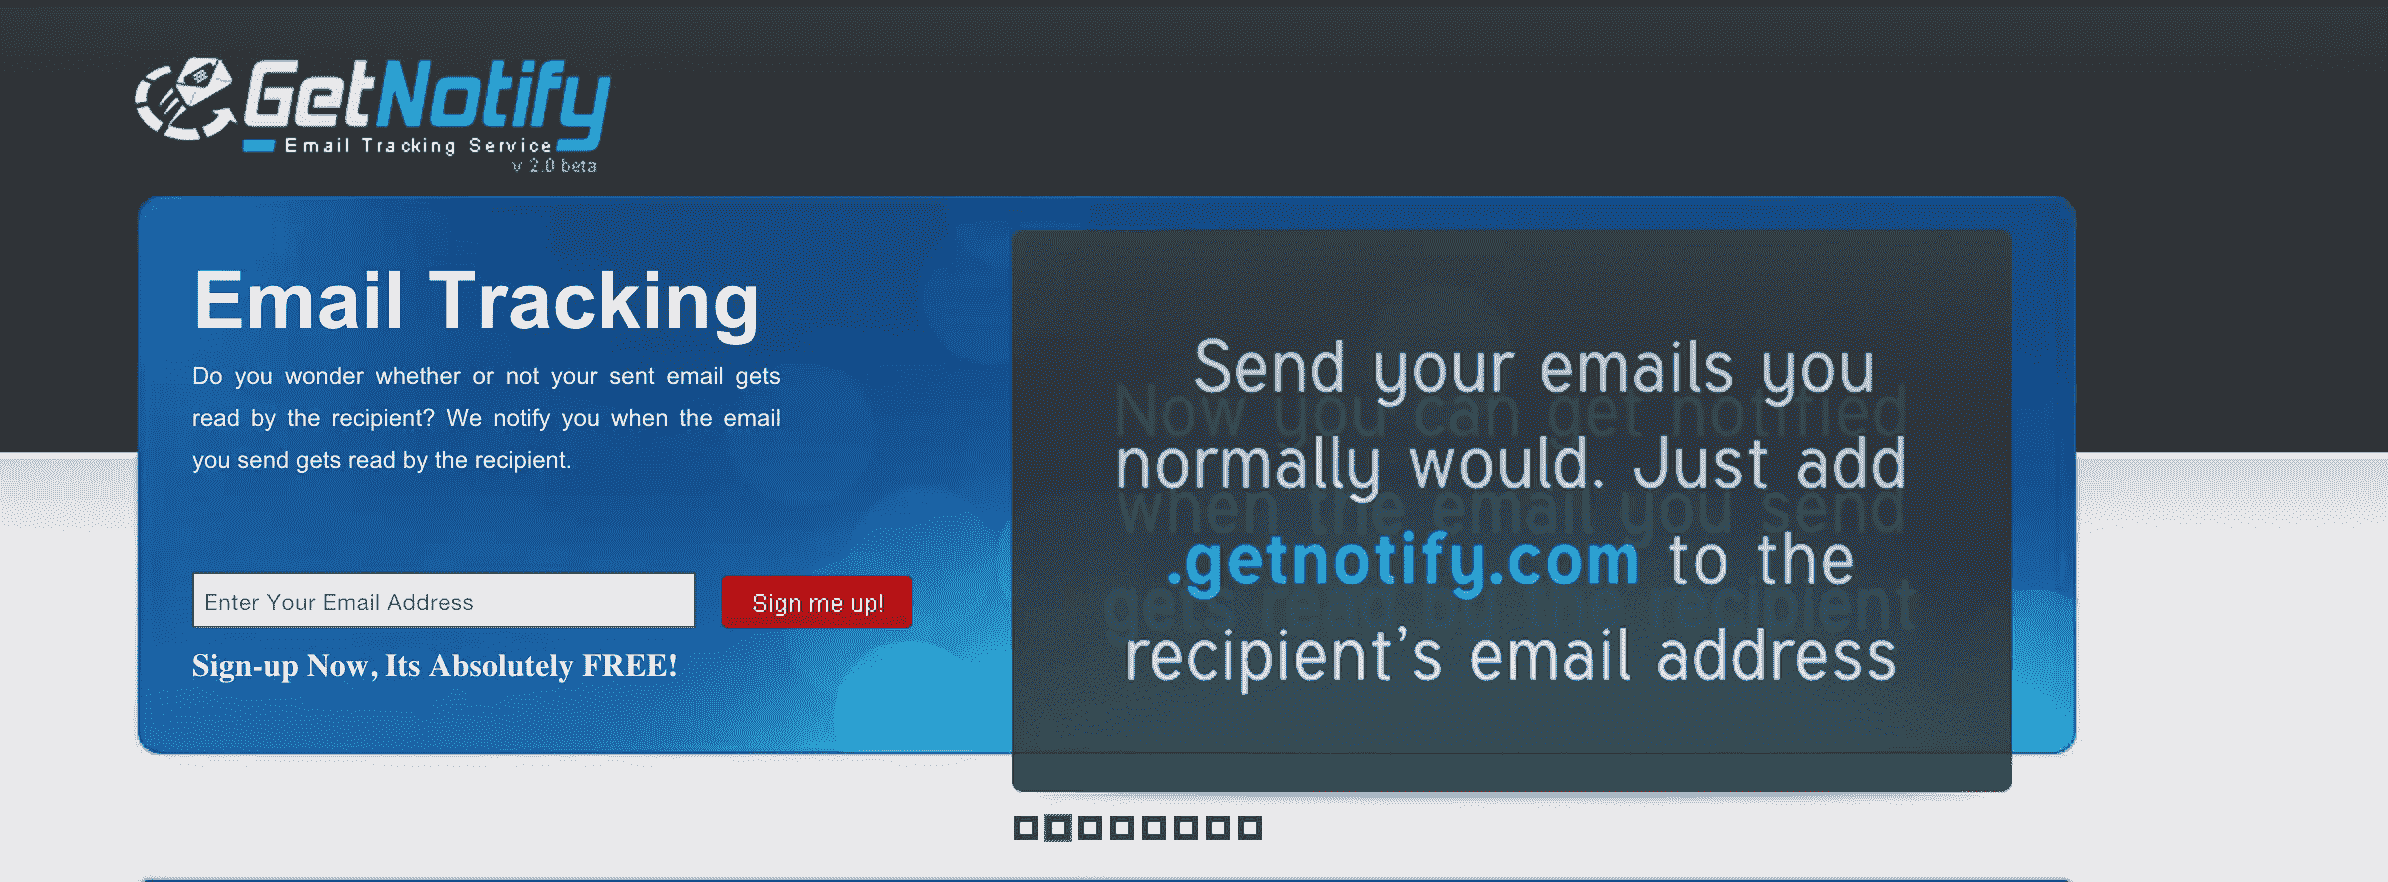 GetNotify
Email Tracking Service
v 2.0 beta
Email Tracking
Do you wonder whether or not your sent email gets
read by the recipient? We notify you when the email
you send gets read by the recipient.
Enter Your Email Address
Sign me up!
Sign-up Now, Its Absolutely FREE!
Send your emails you
normally would. Just add
.getnotify.com to the
recipient's email address
Now you can get notified
when the email you send
gets read by the recipient